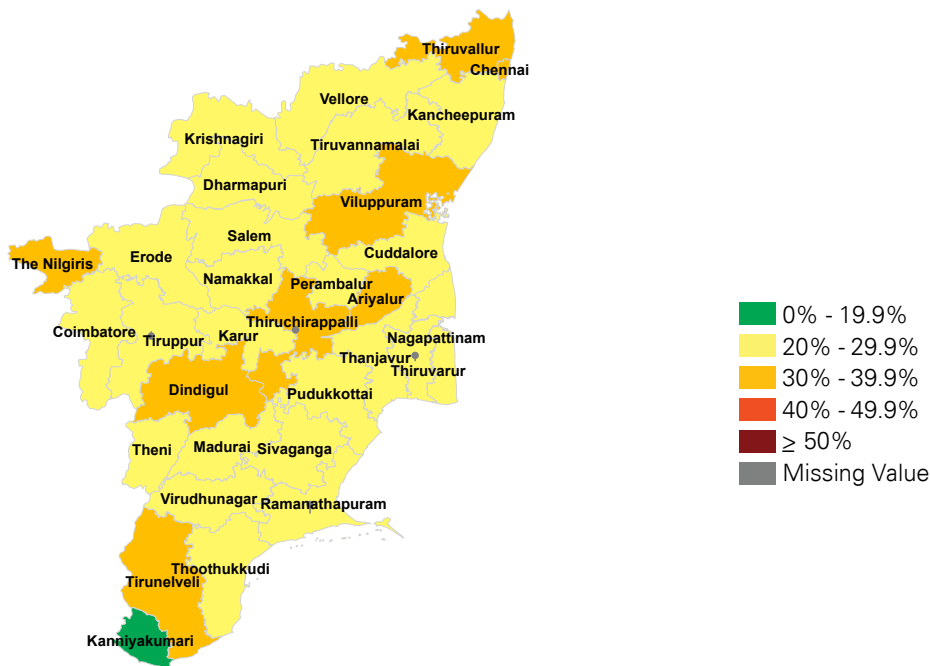 Thiruvallur
Chennai
Vellore
Kancheepuram
Krishnagiri
Tiruvannamalai
Dharmapuri
Viluppuram
Salem
Cuddalore
The Nilgiris
Erode
Namakkal
Perambalur
Ariyalur
Thiruchirappalli
Coimbatore
Tiruppur
Karur
Nagapattinam
Thanjavur
Thiruvarur
Dindigul
Pudukkottai
Theni
Madurai
Sivaganga
Virudhunagar
Ramanathapuram
Thoothukkudi
Tirunelveli
Kanniyakumari
0% - 19.9%
20% - 29.9%
30% - 39.9%
40% - 49.9%
≥ 50%
Missing Value